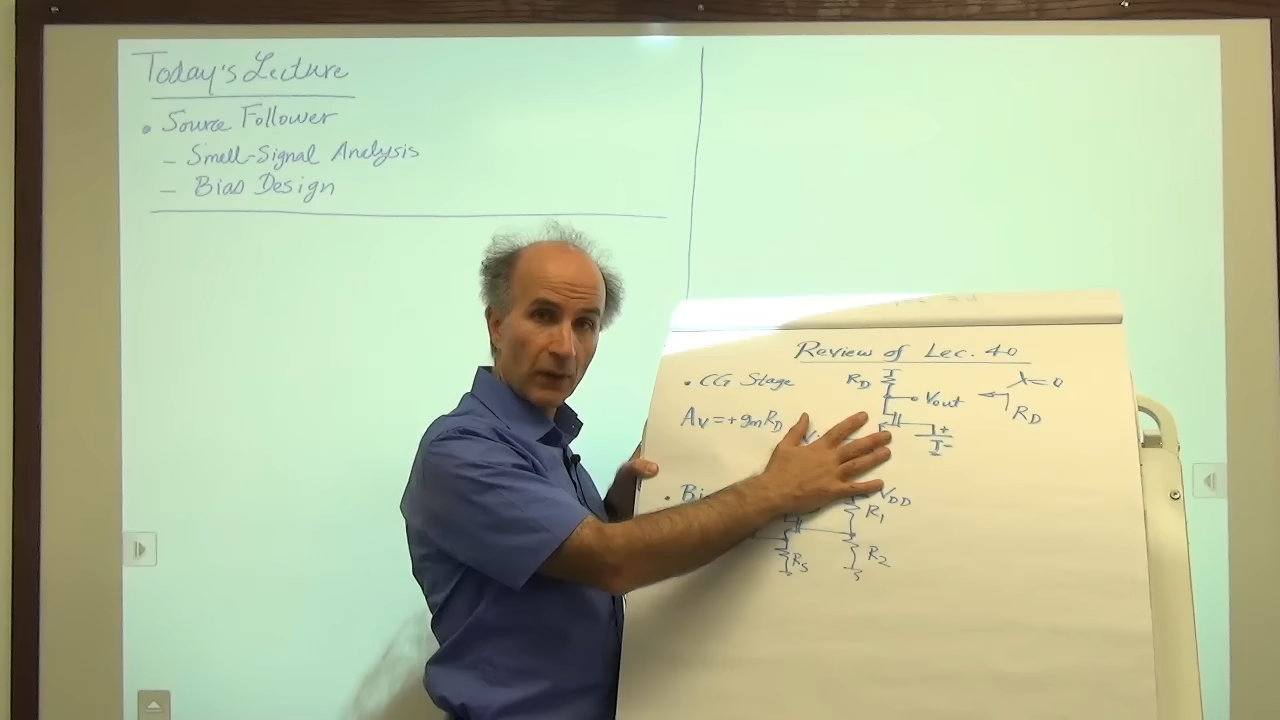 Today's Lecture
• Source Follower
– Small-Signal Analysis
– Bias Design
Review of Lec. 40
• CG Stage
R_D
Vout
λ=0
R_D
A_v = + g_m R_D
+
−
•
V_DD
R_1
R_S
R_2